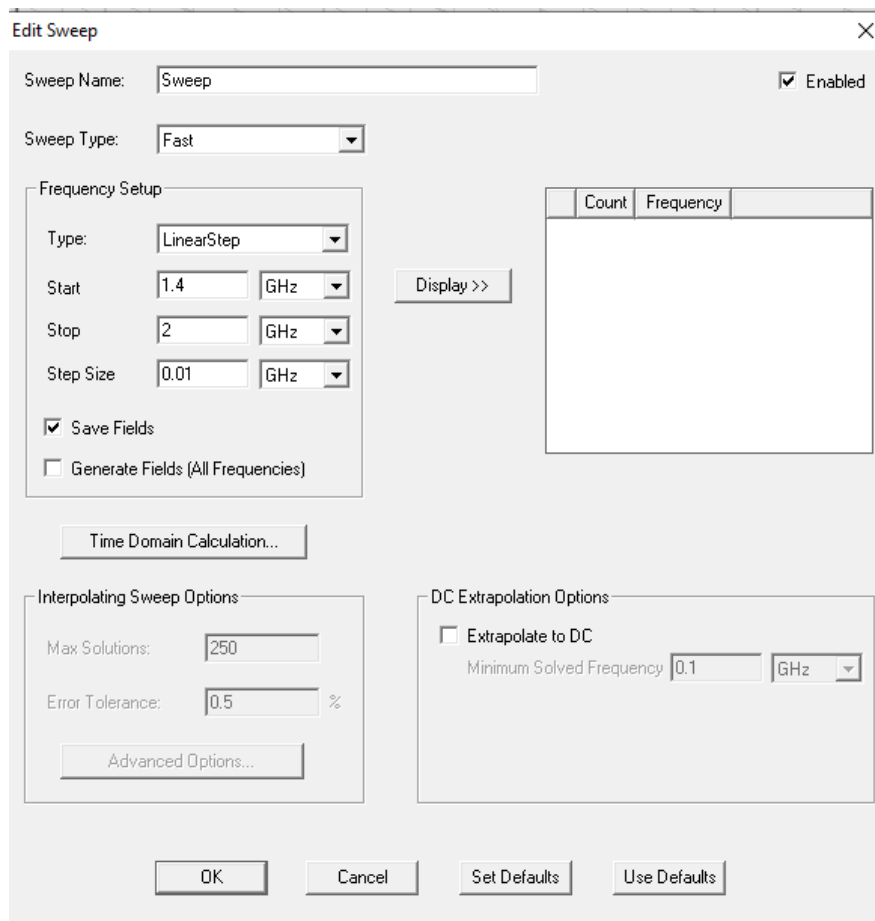 Edit Sweep
Sweep Name: Sweep Enabled
Sweep Type: Fast
Frequency Setup
Type: LinearStep
Start 1.4 GHz
Stop 2 GHz
Step Size 0.01 GHz
Save Fields
Generate Fields (All Frequencies)
Display >>
Count Frequency
Time Domain Calculation...
Interpolating Sweep Options
Max Solutions: 250
Error Tolerance: 0.5 %
Advanced Options...
DC Extrapolation Options
Extrapolate to DC
Minimum Solved Frequency 0.1 GHz
OK Cancel Set Defaults Use Defaults